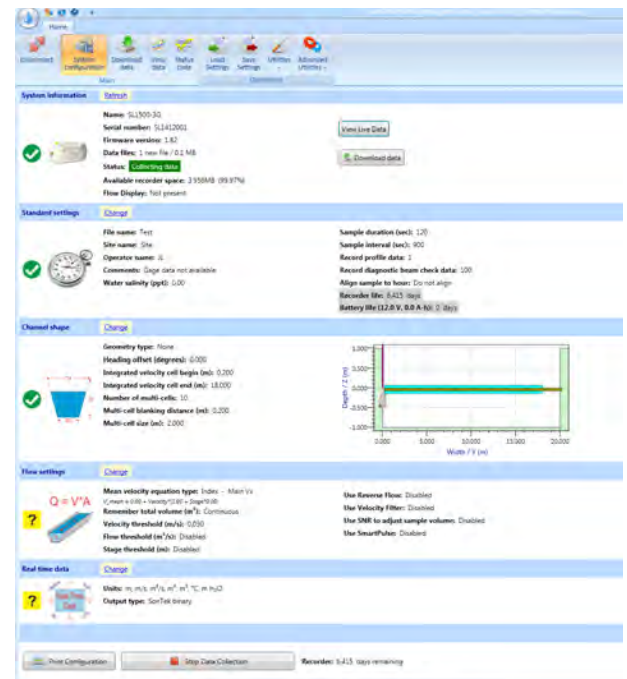 Home
Disconnect
System Configuration
Download data
View data
Status Data
Load Settings
Save Settings
Utilities
Advanced Utilities
Main
System Information Refresh
Name: SL1500-3G
Serial number: SL1412001
Firmware version: 1.82
Data files: 1 new file / 0.1 MB
Status: Collecting data
Available recorder space: (99.97%)
Flow Display: Not present
View Live Data
Download data
Standard settings Change
File name: Test
Site name: Site
Operator name:
Comments: Gage data not available
Water salinity (ppt): 0.00
Sample duration (sec): 120
Sample interval (sec): 900
Record profile data: 1
Record diagnostic beam check data: 100
Align sample to hour: Do not align
Recorder life: 6,415 days
Battery life (12.0 V, 0.0 A-h): 0 days
Channel shape Change
Geometry type: None
Heading offset (degrees): 0.000
Integrated velocity cell begin (m): 0.200
Integrated velocity cell end (m): 18.000
Number of multi-cells: 10
Multi-cell blanking distance (m): 0.200
Multi-cell size (m): 2.000
Depth / Z (m)
1.000
0.500
0.000
-0.500
-1.000
0.000 5.000 10.000 15.000 20.000
Width / Y (m)
Flow settings Change
Q = V*A
?
Mean velocity equation type: Index - Main Vx
Remember total volume (m³): Continuous
Velocity threshold (m/s): 0.030
Flow threshold (m³/s): Disabled
Stage threshold (m): Disabled
Use Reverse Flow: Disabled
Use Velocity Filter: Disabled
Use SNR to adjust sample volume: Disabled
Use SmartPulse: Disabled
Real time data Change
?
Real-Time Data
Units: m, m/s, m³/s, m², m³, °C, m H₂O
Output type: SonTek binary
Print Configuration
Stop Data Collection
Recorder: 6,415 days remaining